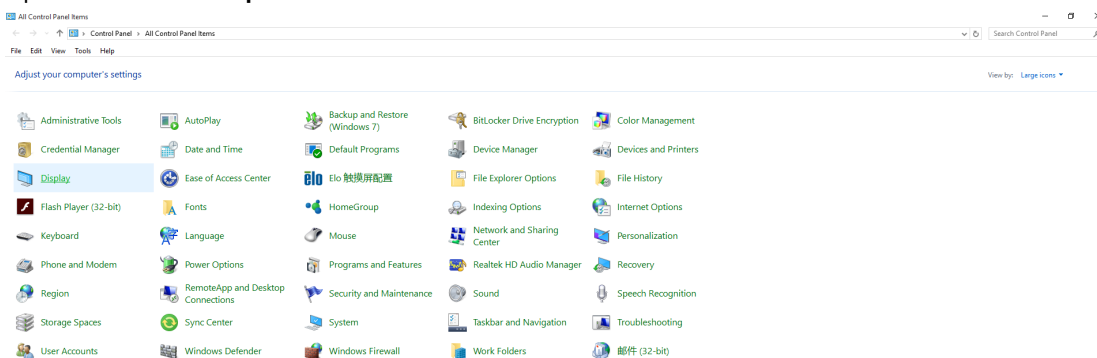 All Control Panel Items
Control Panel > All Control Panel Items
Search Control Panel
File Edit View Tools Help
Adjust your computer's settings
View by: Large icons
Administrative Tools
AutoPlay
Backup and Restore
(Windows 7)
BitLocker Drive Encryption
Color Management
Credential Manager
Date and Time
Default Programs
Device Manager
Devices and Printers
Display
Ease of Access Center
elo
Elo 触摸屏配置
File Explorer Options
File History
Flash Player (32-bit)
Fonts
HomeGroup
Indexing Options
Internet Options
Keyboard
Language
Mouse
Network and Sharing
Center
Personalization
Phone and Modem
Power Options
Programs and Features
Realtek HD Audio Manager
Recovery
Region
RemoteApp and Desktop
Connections
Security and Maintenance
Sound
Speech Recognition
Storage Spaces
Sync Center
System
Taskbar and Navigation
Troubleshooting
User Accounts
Windows Defender
Windows Firewall
Work Folders
邮件 (32-bit)